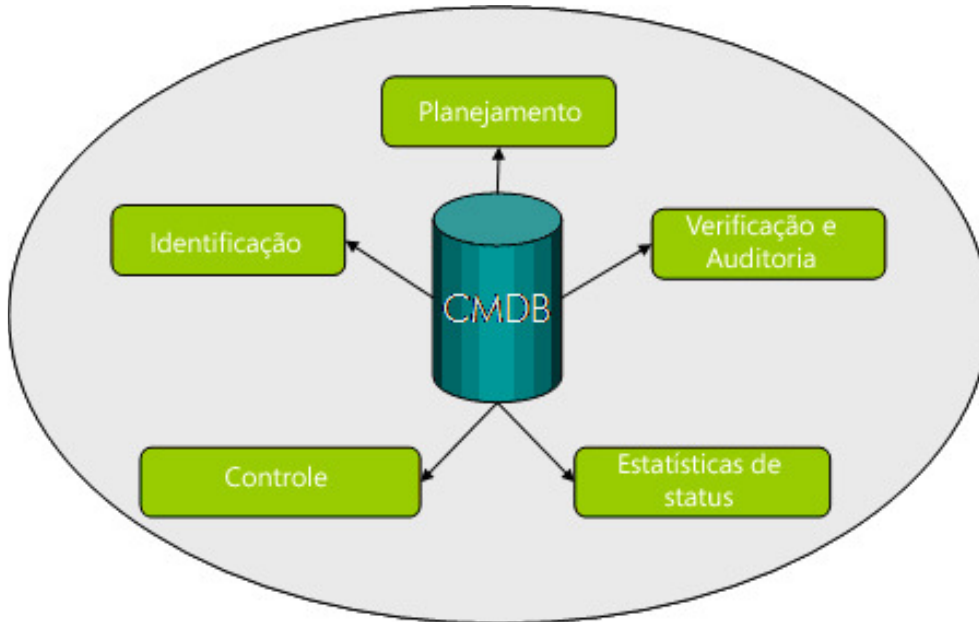 Planejamento
Identificação
Verificação e
Auditoria
CMDB
Controle
Estatísticas de
status